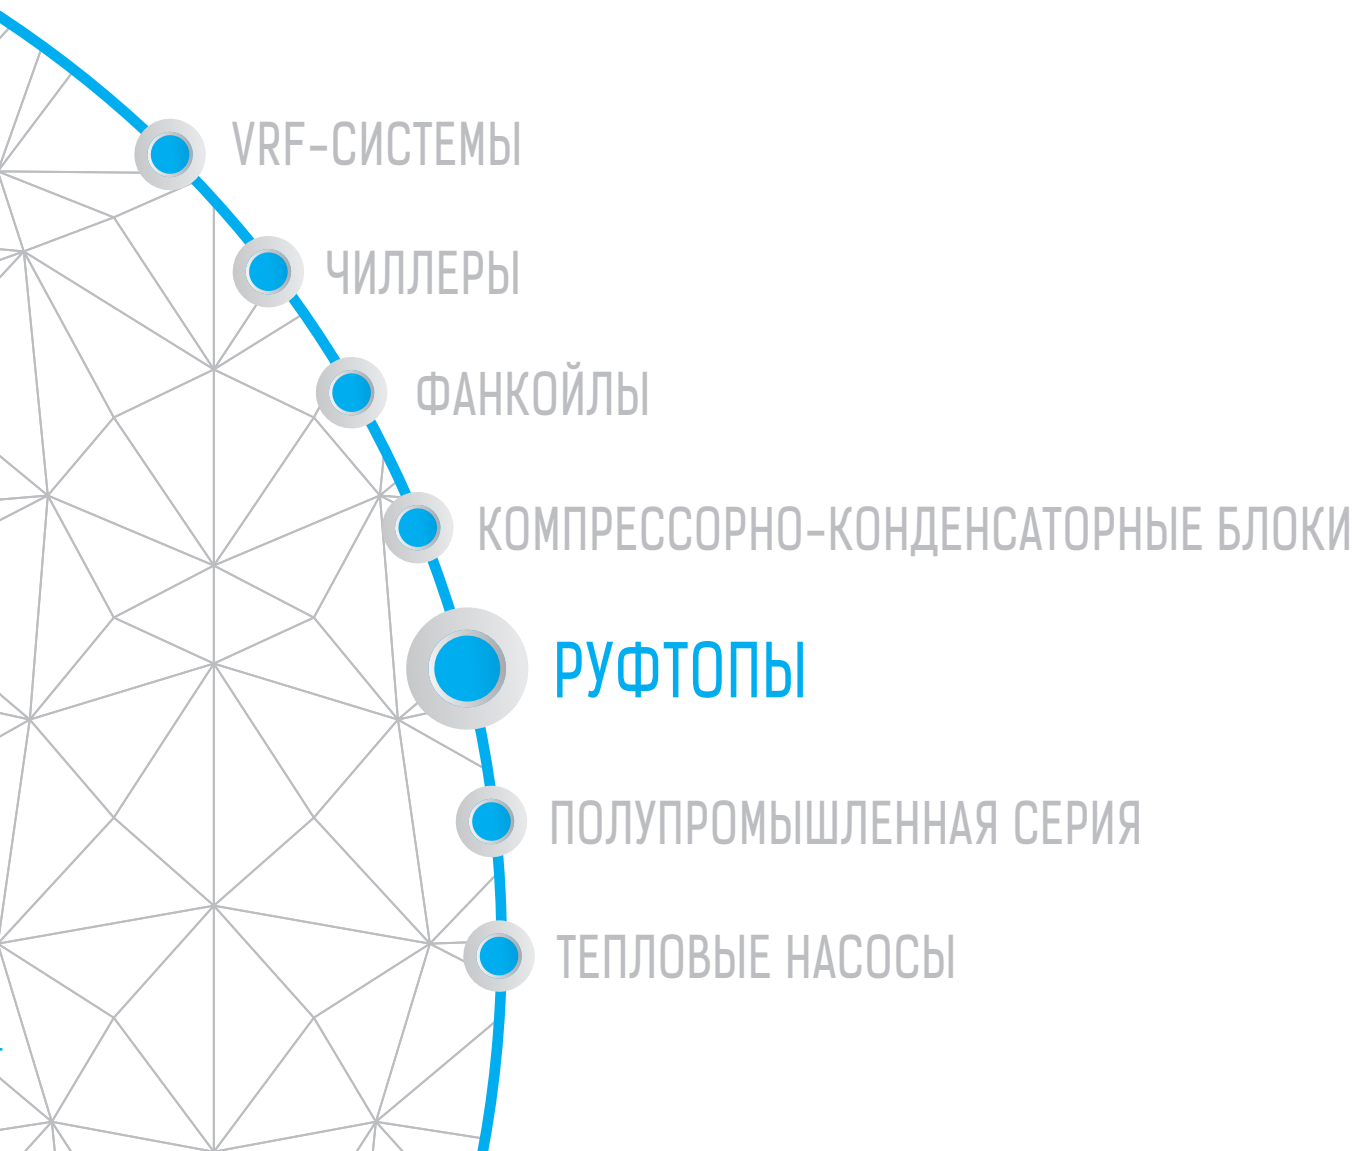 VRF-СИСТЕМЫ
ЧИЛЛЕРЫ
ФАНКОЙЛЫ
КОМПРЕССОРНО-КОНДЕНСАТОРНЫЕ БЛОКИ
РУФТОПЫ
ПОЛУПРОМЫШЛЕННАЯ СЕРИЯ
ТЕПЛОВЫЕ НАСОСЫ